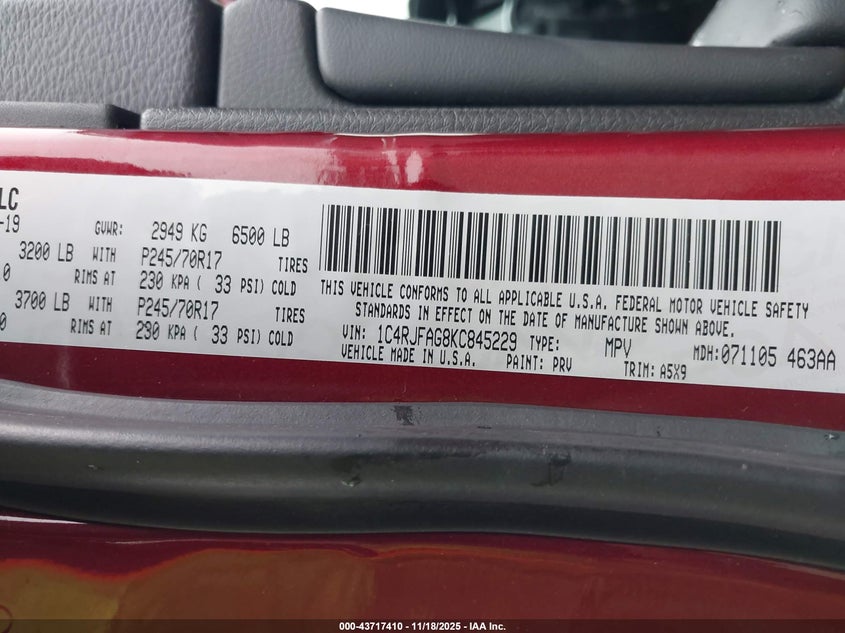 LC
-19
GVWR: 2949 KG 6500 LB
3200 LB WITH P245/70R17 TIRES
.0 RIMS AT 230 KPA ( 33 PSI) COLD
3700 LB WITH P245/70R17 TIRES
0 RIMS AT 230 KPA ( 33 PSI) COLD
THIS VEHICLE CONFORMS TO ALL APPLICABLE U.S.A. FEDERAL MOTOR VEHICLE SAFETY
STANDARDS IN EFFECT ON THE DATE OF MANUFACTURE SHOWN ABOVE.
VIN: 1C4RJFAG8KC845229 TYPE: MPV MDH:071105 463AA
VEHICLE MADE IN U.S.A. PAINT: PRV TRIM: A5X9
000-43717410 - 11/18/2025 - IAA Inc.